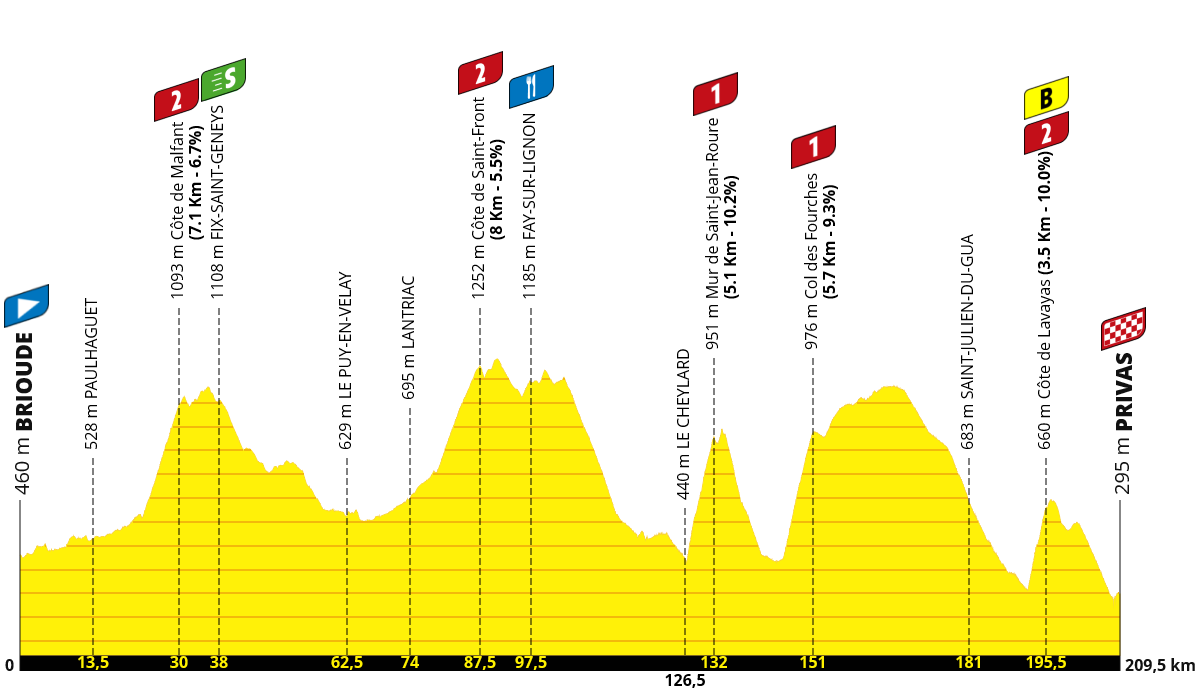 2
S
2
1
1
B
2
460 m BRIOUDE
528 m PAULHAGUET
1093 m Côte de Malfant
(7.1 Km - 6.7%)
1108 m FIX-SAINT-GENEYS
629 m LE PUY-EN-VELAY
695 m LANTRIAC
1252 m Côte de Saint-Front
(8 Km - 5.5%)
1185 m FAY-SUR-LIGNON
440 m LE CHEYLARD
951 m Mur de Saint-Jean-Roure
(5.1 Km - 10.2%)
976 m Col des Fourches
(5.7 Km - 9.3%)
683 m SAINT-JULIEN-DU-GUA
660 m Côte de Lavayas (3.5 Km - 10.0%)
295 m PRIVAS
0 13,5 30 38 62,5 74 87,5 97,5 132 151 181 195,5 209,5 km
126,5